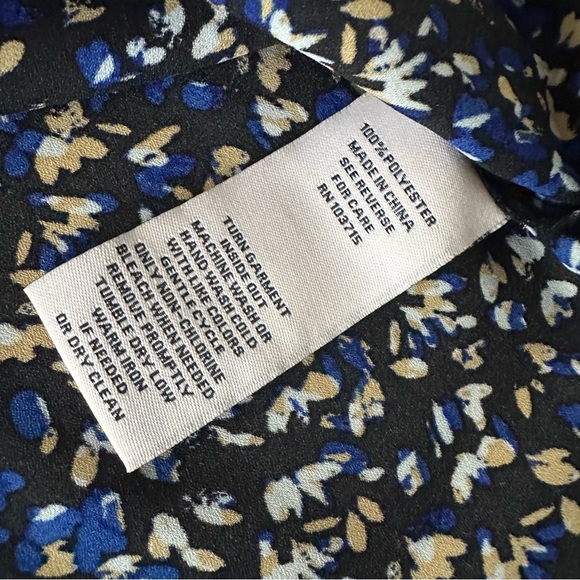 100% POLYESTER
MADE IN CHINA
SEE REVERSE
FOR CARE
RN 103715
TURN GARMENT
INSIDE OUT
MACHINE WASH OR
HAND WASH COLD
WITH LIKE COLORS
GENTLE CYCLE
ONLY NON-CHLORINE
BLEACH WHEN NEEDED
REMOVE PROMPTLY
TUMBLE DRY LOW
WARM IRON
IF NEEDED
OR DRY CLEAN